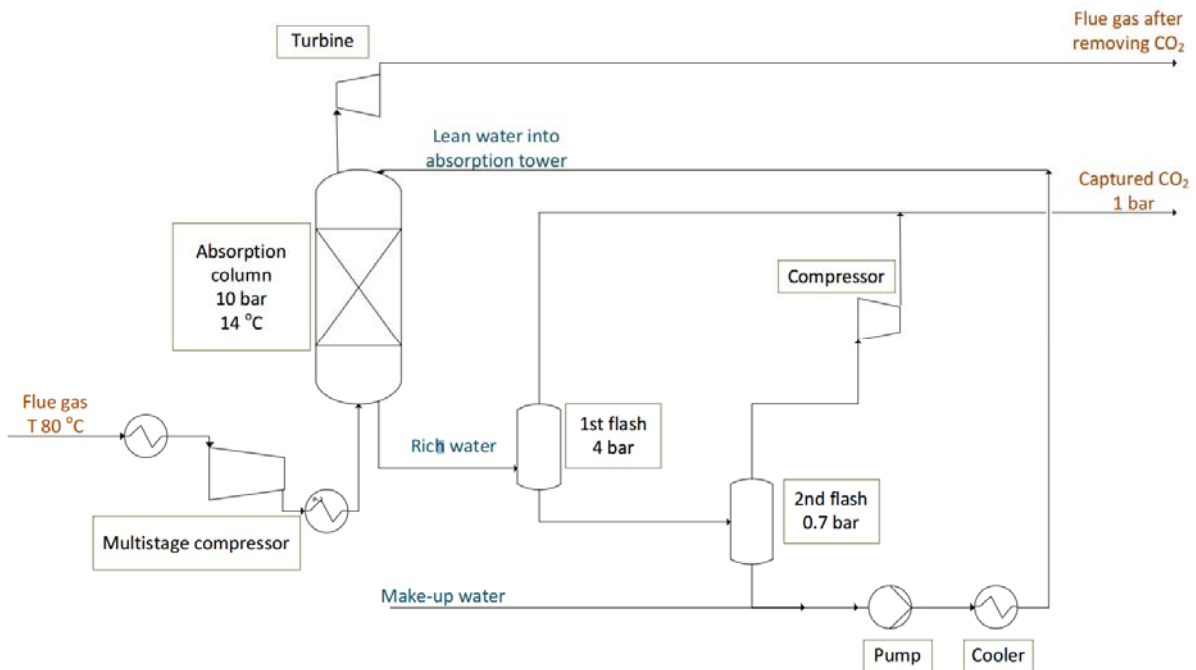 Turbine
Flue gas after
removing CO₂
Lean water into
absorption tower
Captured CO₂
1 bar
Absorption
column
10 bar
14 °C
Compressor
Flue gas
T 80 °C
1st flash
4 bar
Rich water
2nd flash
0.7 bar
Multistage compressor
Make-up water
Pump
Cooler